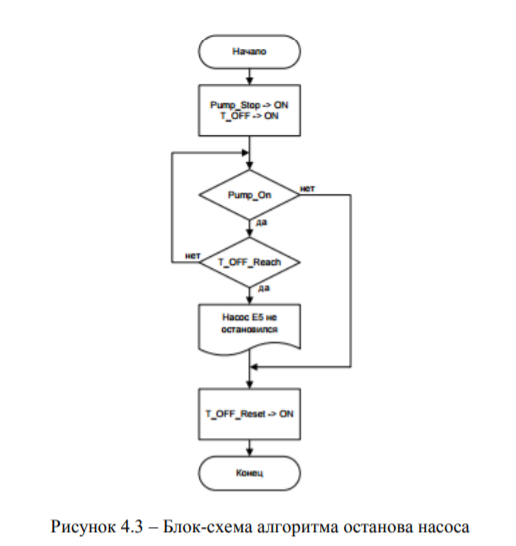 Начало
Pump_Stop -> ON
T_OFF -> ON
Pump_On
нет
да
нет
T_OFF_Reach
да
Насос E5 не
остановился
T_OFF_Reset -> ON
Конец
Рисунок 4.3 – Блок-схема алгоритма останова насоса